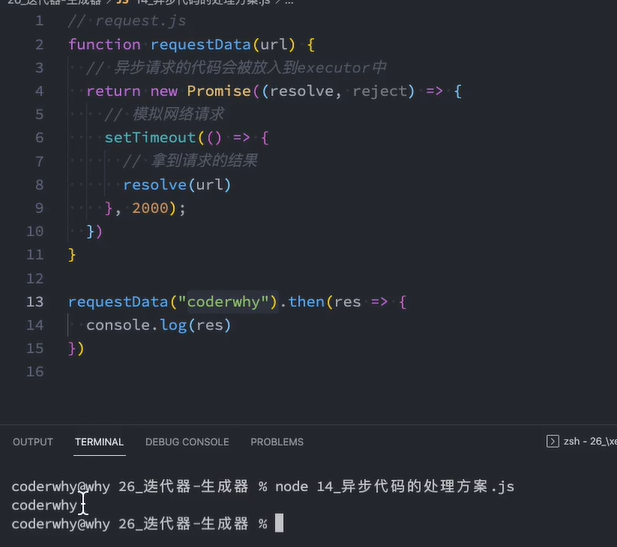 26_迭代器-生成器 > JS 14_异步代码的处理方案.js > ...
1 // request.js
2 function requestData(url) {
3 // 异步请求的代码会被放入到executor中
4 return new Promise((resolve, reject) => {
5 // 模拟网络请求
6 setTimeout(() => {
7 // 拿到请求的结果
8 resolve(url)
9 }, 2000);
10 })
11 }
12
13 requestData("coderwhy").then(res => {
14 console.log(res)
15 })
16
OUTPUT TERMINAL DEBUG CONSOLE PROBLEMS zsh - 26_
coderwhy@why 26_迭代器-生成器 % node 14_异步代码的处理方案.js
coderwhy
coderwhy@why 26_迭代器-生成器 %